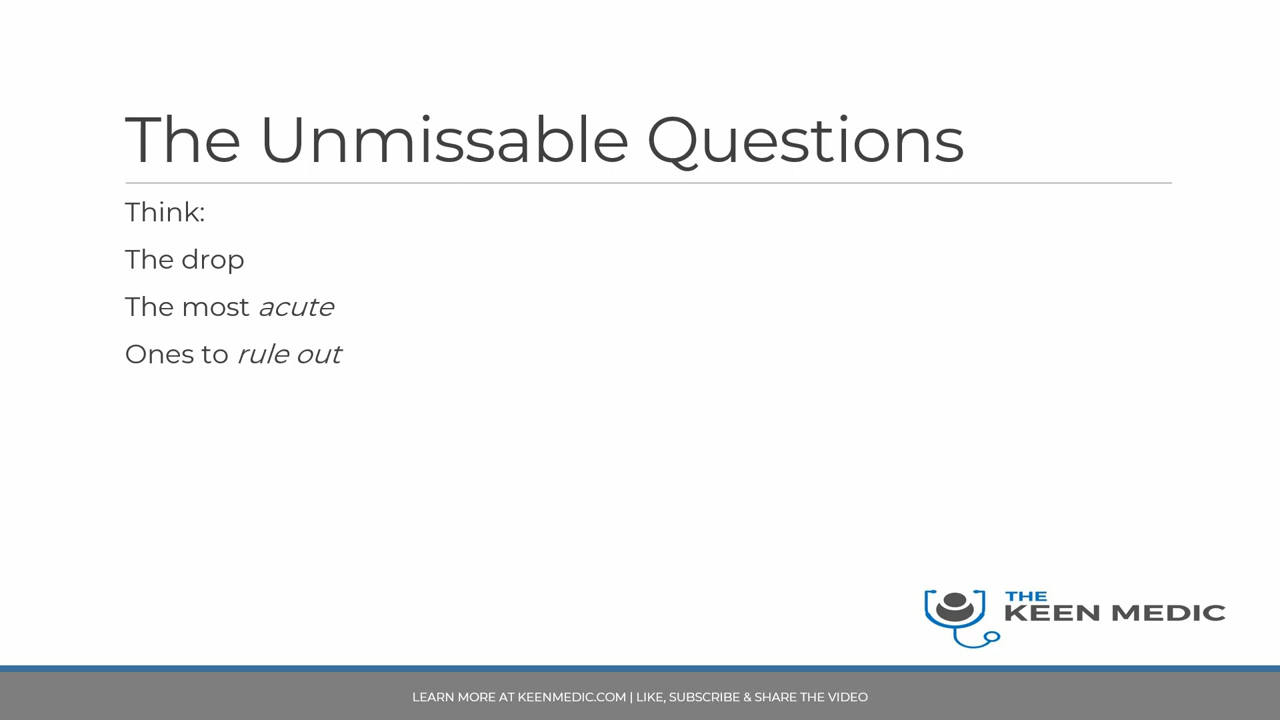 The Unmissable Questions
Think:
The drop
The most acute
Ones to rule out
THE
KEEN MEDIC
LEARN MORE AT KEENMEDIC.COM | LIKE, SUBSCRIBE & SHARE THE VIDEO